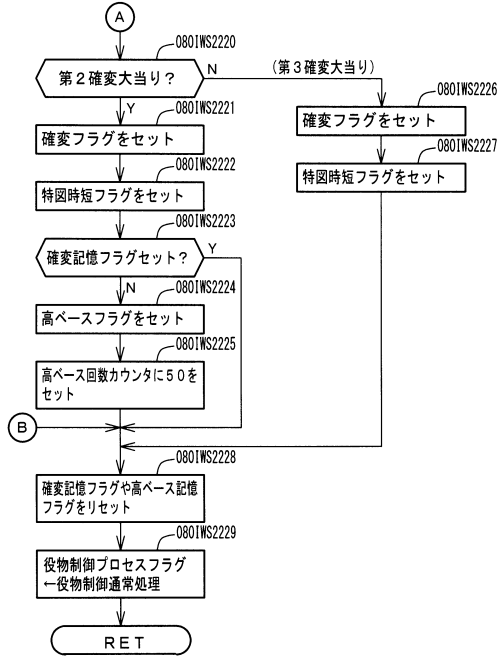 A
080IWS2220
第2確変大当り?
N
(第3確変大当り)
Y
080IWS2221
確変フラグをセット
080IWS2222
特図時短フラグをセット
080IWS2223
確変記憶フラグセット?
Y
N
080IWS2224
高ベースフラグをセット
080IWS2225
高ベース回数カウンタに50を
セット
080IWS2226
確変フラグをセット
080IWS2227
特図時短フラグをセット
B
080IWS2228
確変記憶フラグや高ベース記憶
フラグをリセット
080IWS2229
役物制御プロセスフラグ
←役物制御通常処理
RET